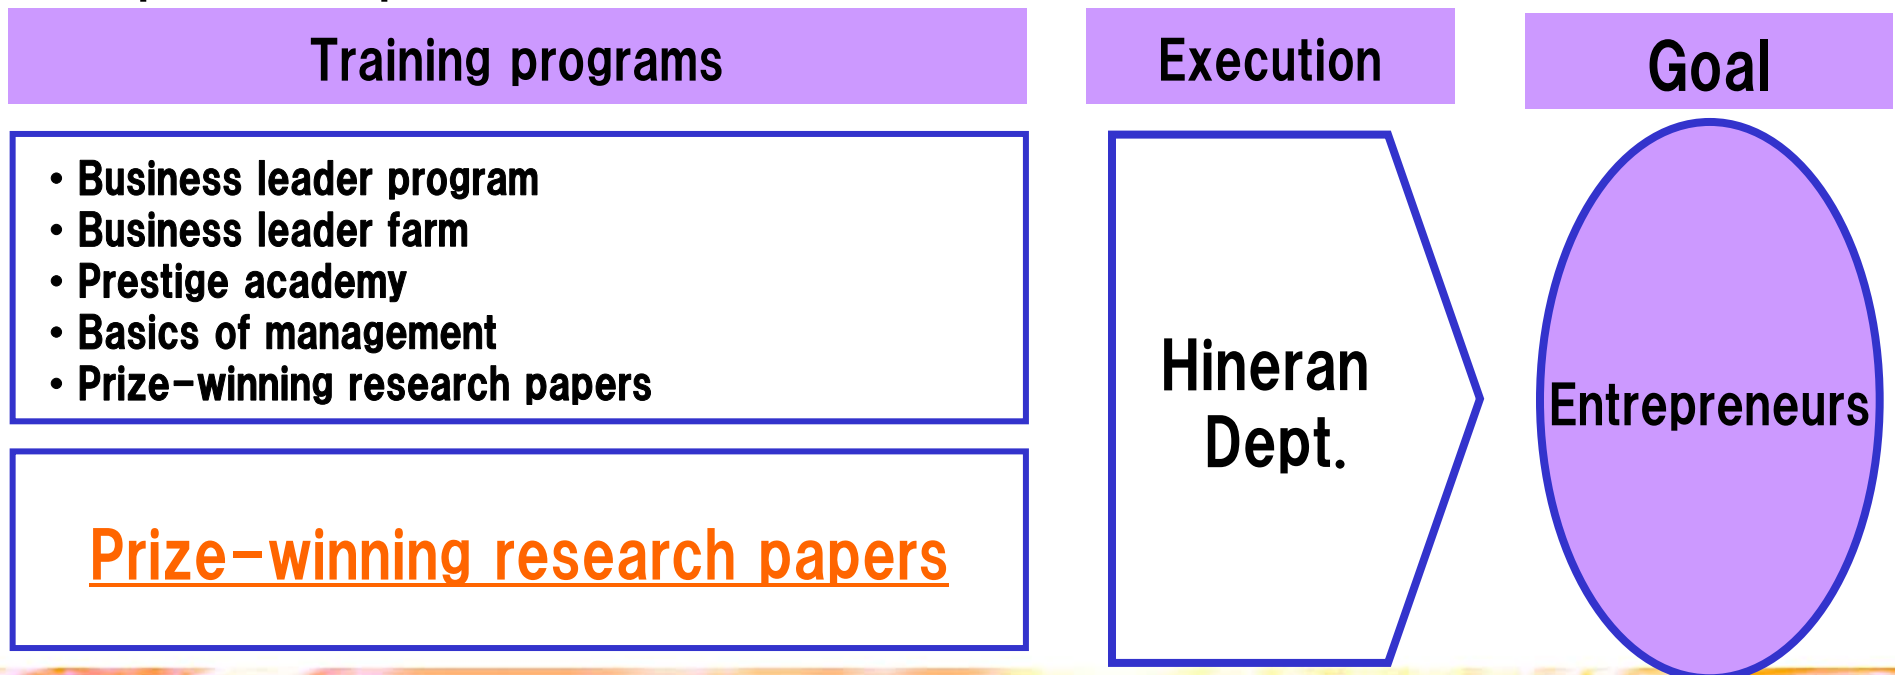 Training programs
Execution
Goal
・Business leader program
・Business leader farm
・Prestige academy
・Basics of management
・Prize-winning research papers
Prize-winning research papers
Hineran
Dept.
Entrepreneurs